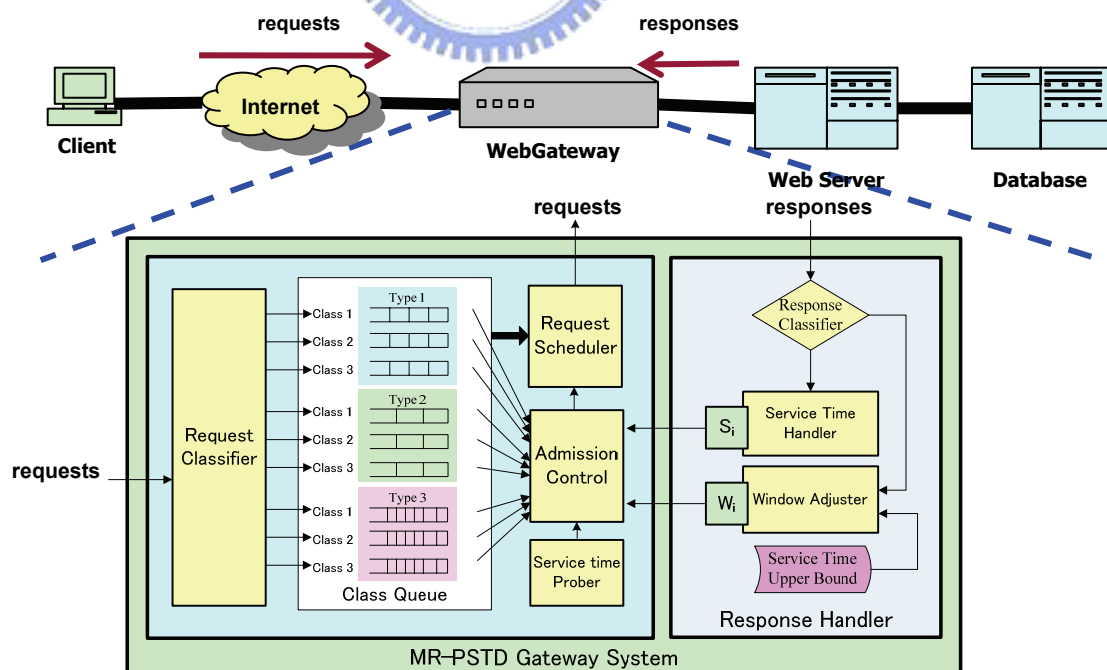 requests
responses
Internet
Client
WebGateway
Web Server
Database
requests
responses
Type 1
Class 1
Class 2
Class 3
Type 2
Class 1
Class 2
Class 3
Type 3
Class 1
Class 2
Class 3
Class Queue
requests
Request
Classifier
Request
Scheduler
Admission
Control
Service time
Prober
Response
Classifier
Si
Service Time
Handler
Wi
Window Adjuster
Service Time
Upper Bound
Response Handler
MR-PSTD Gateway System